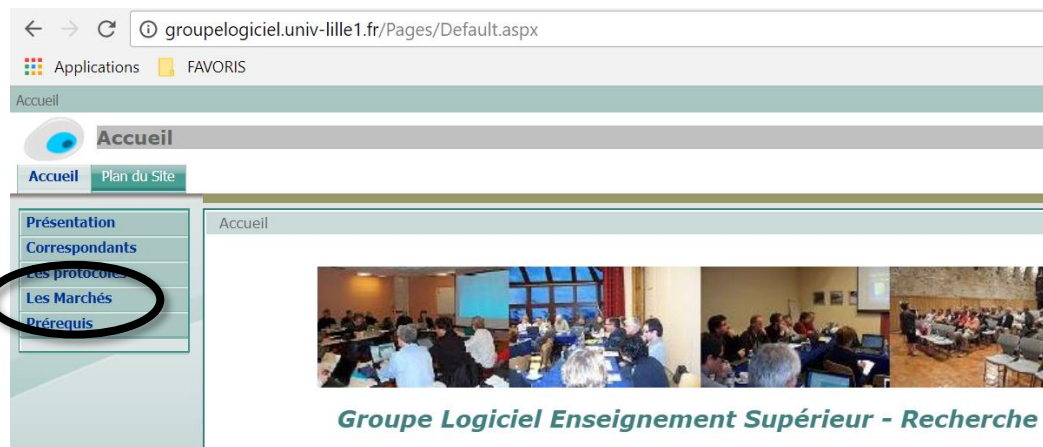 groupelogiciel.univ-lille1.fr/Pages/Default.aspx
Applications FAVORIS
Accueil
Accueil
Accueil Plan du Site
Présentation
Accueil
Correspondants
Les protocoles
Les Marchés
Prérequis
Groupe Logiciel Enseignement Supérieur - Recherche